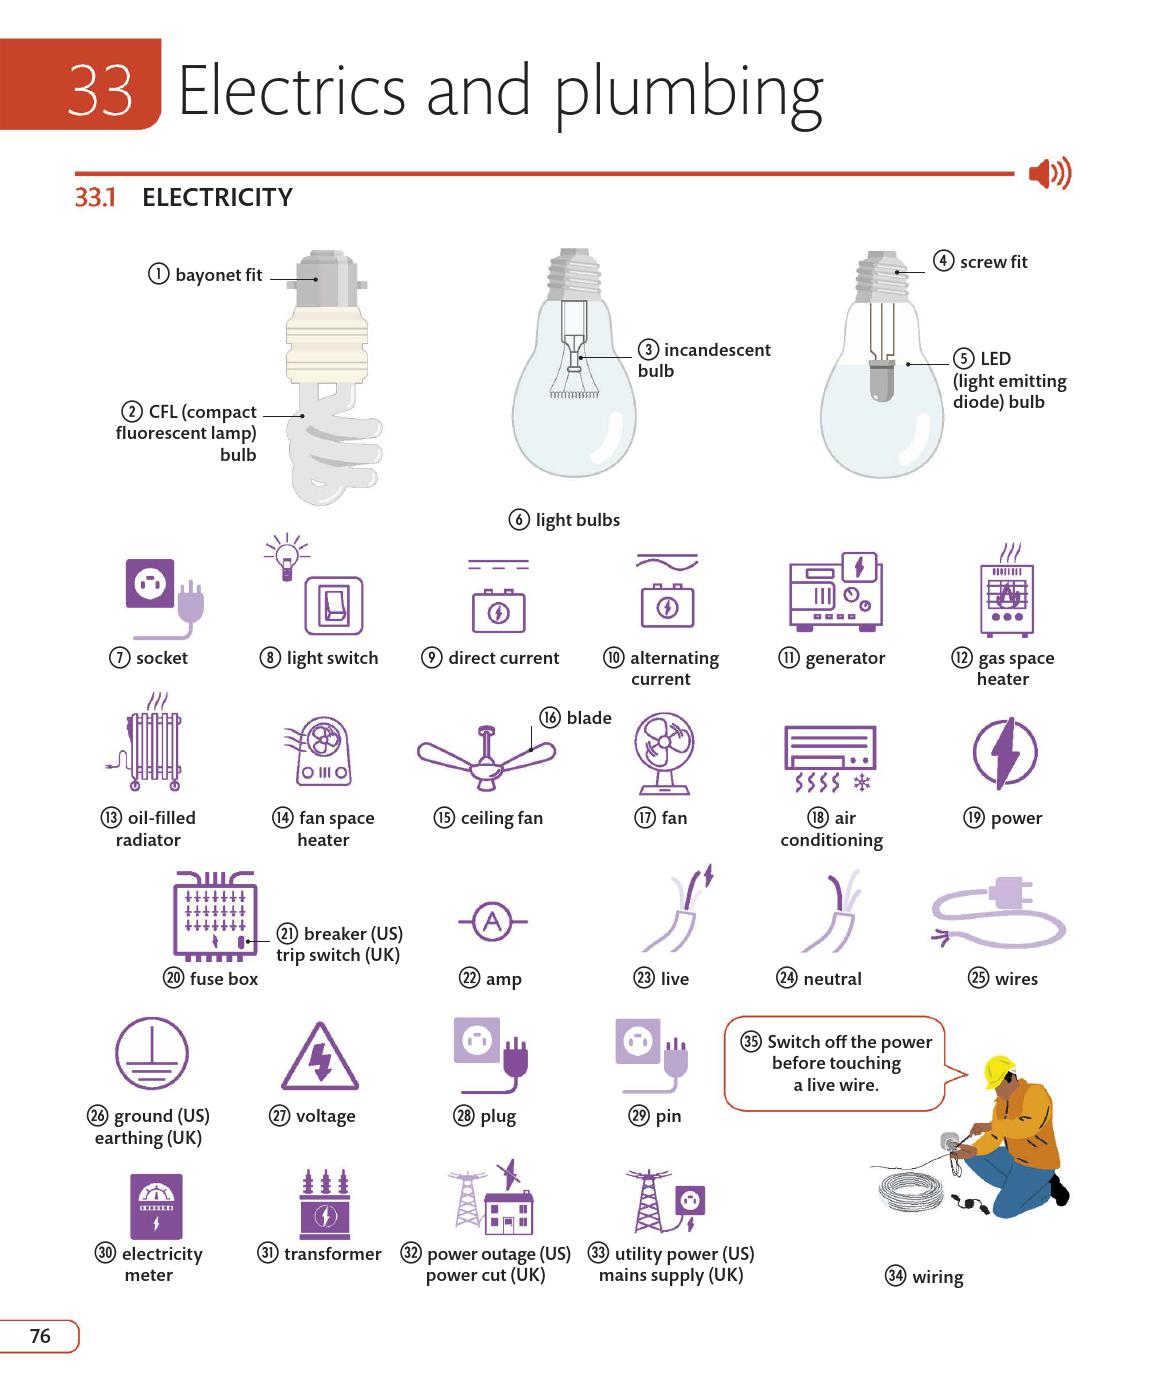 33 Electrics and plumbing
33.1 ELECTRICITY
① bayonet fit
② CFL (compact
fluorescent lamp)
bulb
③ incandescent
bulb
④ screw fit
⑤ LED
(light emitting
diode) bulb
⑥ light bulbs
⑦ socket
⑧ light switch
⑨ direct current
⑩ alternating
current
⑪ generator
⑫ gas space
heater
⑬ oil-filled
radiator
⑭ fan space
heater
⑮ ceiling fan
⑯ blade
⑰ fan
⑱ air
conditioning
⑲ power
⑳ fuse box
㉑ breaker (US)
trip switch (UK)
㉒ amp
A
㉓ live
㉔ neutral
㉕ wires
㉖ ground (US)
earthing (UK)
㉗ voltage
㉘ plug
㉙ pin
㉚ electricity
meter
㉛ transformer
㉜ power outage (US)
power cut (UK)
㉝ utility power (US)
mains supply (UK)
㉟ Switch off the power
before touching
a live wire.
㉞ wiring
76